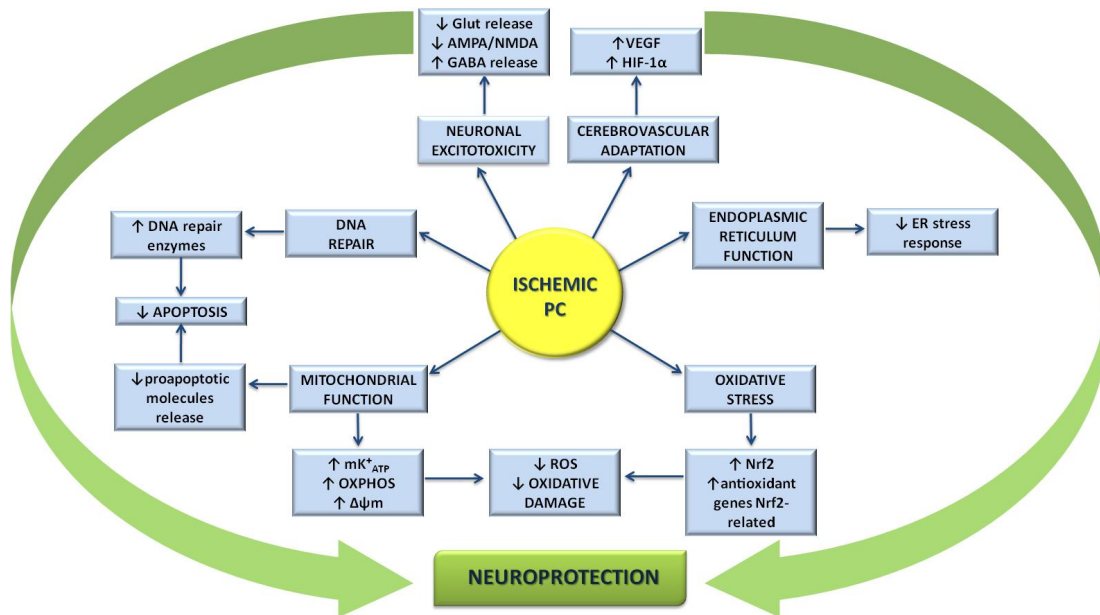 ↓ Glut release
↓ AMPA/NMDA
↑ GABA release
↑ VEGF
↑ HIF-1α
NEURONAL
EXCITOTOXICITY
CEREBROVASCULAR
ADAPTATION
↑ DNA repair
enzymes
DNA
REPAIR
ENDOPLASMIC
RETICULUM
FUNCTION
↓ ER stress
response
ISCHEMIC
PC
↓ APOPTOSIS
↓proapoptotic
molecules
release
MITOCHONDRIAL
FUNCTION
OXIDATIVE
STRESS
↑ mK⁺ATP
↑ OXPHOS
↑ Δψm
↓ ROS
↓ OXIDATIVE
DAMAGE
↑ Nrf2
↑antioxidant
genes Nrf2-
related
NEUROPROTECTION